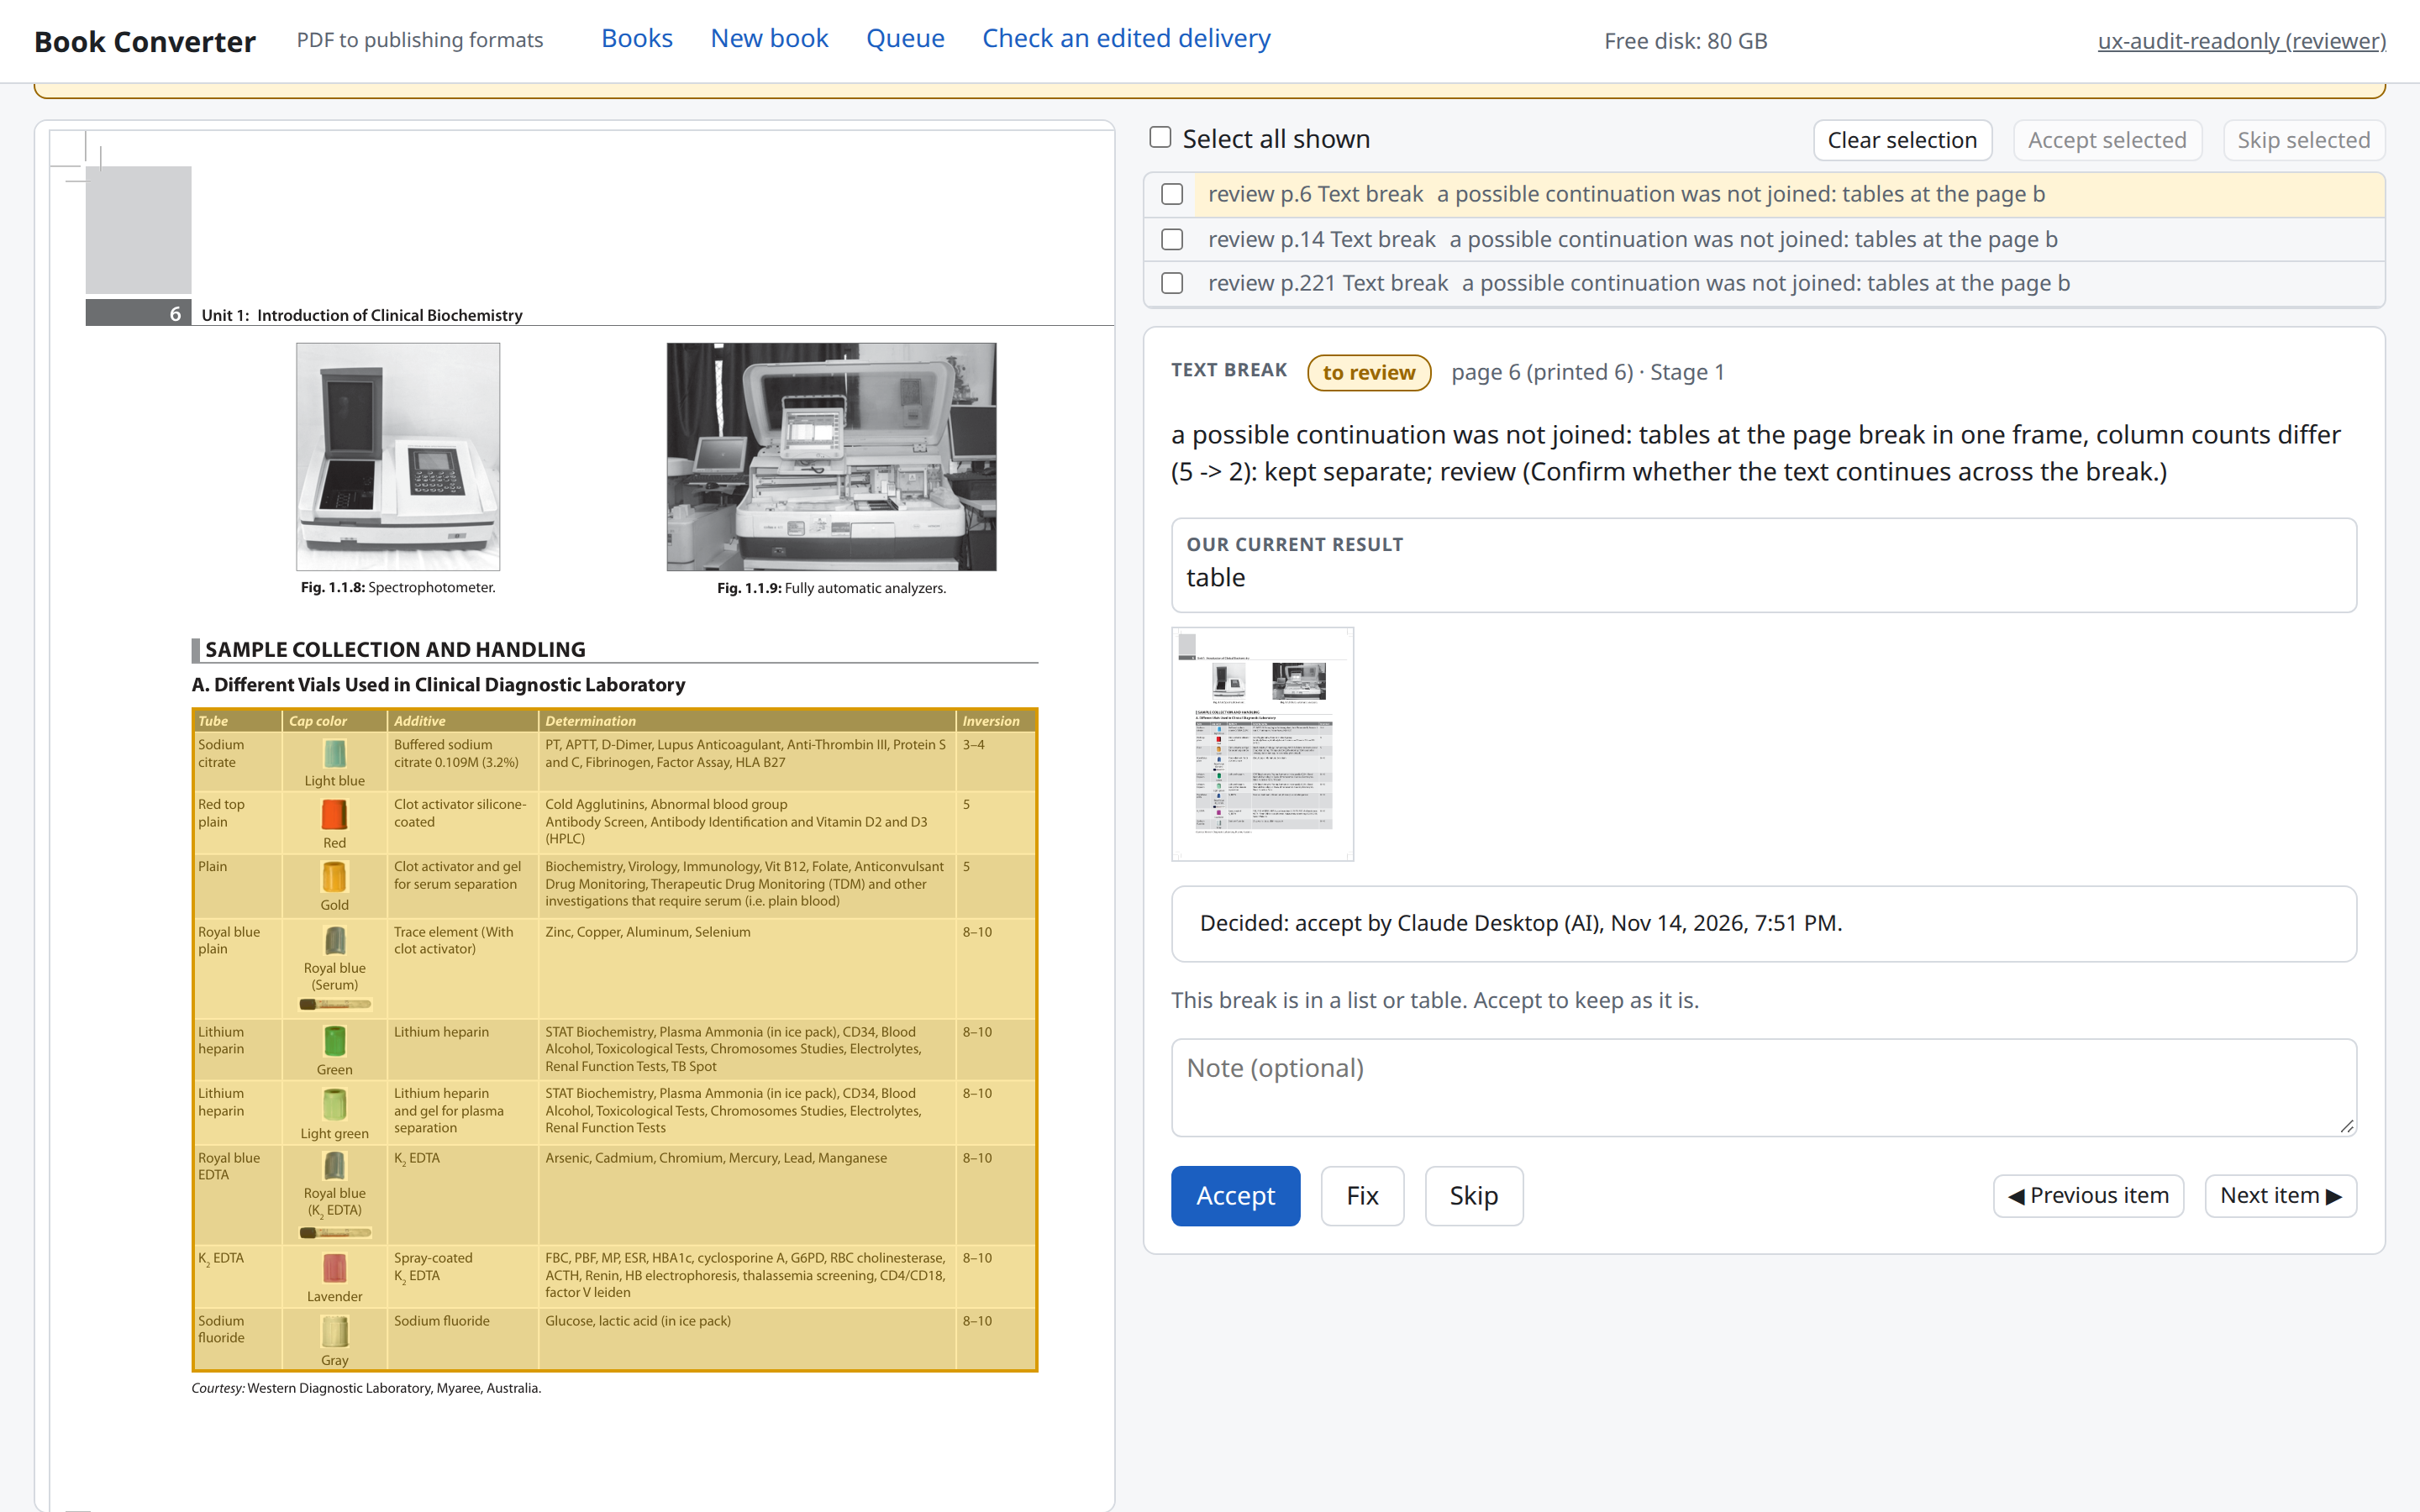 Book Converter PDF to publishing formats Books New book Queue Check an edited delivery Free disk: 80 GB ux-audit-readonly (reviewer)
6 Unit 1: Introduction of Clinical Biochemistry
Fig. 1.1.8: Spectrophotometer.
Fig. 1.1.9: Fully automatic analyzers.
SAMPLE COLLECTION AND HANDLING
A. Different Vials Used in Clinical Diagnostic Laboratory
Tube Cap color Additive Determination Inversion
Sodium citrate Light blue Buffered sodium citrate 0.109M (3.2%) PT, APTT, D-Dimer, Lupus Anticoagulant, Anti-Thrombin III, Protein S and C, Fibrinogen, Factor Assay, HLA B27 3–4
Red top plain Red Clot activator silicone-coated Cold Agglutinins, Abnormal blood group Antibody Screen, Antibody Identification and Vitamin D2 and D3 (HPLC) 5
Plain Gold Clot activator and gel for serum separation Biochemistry, Virology, Immunology, Vit B12, Folate, Anticonvulsant Drug Monitoring, Therapeutic Drug Monitoring (TDM) and other investigations that require serum (i.e. plain blood) 5
Royal blue plain Royal blue (Serum) Trace element (With clot activator) Zinc, Copper, Aluminum, Selenium 8–10
Lithium heparin Green Lithium heparin STAT Biochemistry, Plasma Ammonia (in ice pack), CD34, Blood Alcohol, Toxicological Tests, Chromosomes Studies, Electrolytes, Renal Function Tests, TB Spot 8–10
Lithium heparin Light green Lithium heparin and gel for plasma separation STAT Biochemistry, Plasma Ammonia (in ice pack), CD34, Blood Alcohol, Toxicological Tests, Chromosomes Studies, Electrolytes, Renal Function Tests 8–10
Royal blue EDTA Royal blue (K2 EDTA) K2 EDTA Arsenic, Cadmium, Chromium, Mercury, Lead, Manganese 8–10
K2 EDTA Lavender Spray-coated K2 EDTA FBC, PBF, MP, ESR, HBA1c, cyclosporine A, G6PD, RBC cholinesterase, ACTH, Renin, HB electrophoresis, thalassemia screening, CD4/CD18, factor V leiden 8–10
Sodium fluoride Gray Sodium fluoride Glucose, lactic acid (in ice pack) 8–10
Courtesy: Western Diagnostic Laboratory, Myaree, Australia.
Select all shown Clear selection Accept selected Skip selected
review p.6 Text break a possible continuation was not joined: tables at the page b
review p.14 Text break a possible continuation was not joined: tables at the page b
review p.221 Text break a possible continuation was not joined: tables at the page b
TEXT BREAK to review page 6 (printed 6) · Stage 1
a possible continuation was not joined: tables at the page break in one frame, column counts differ
(5 -> 2): kept separate; review (Confirm whether the text continues across the break.)
OUR CURRENT RESULT
table
Decided: accept by Claude Desktop (AI), Nov 14, 2026, 7:51 PM.
This break is in a list or table. Accept to keep as it is.
Note (optional)
Accept Fix Skip ◀ Previous item Next item ▶